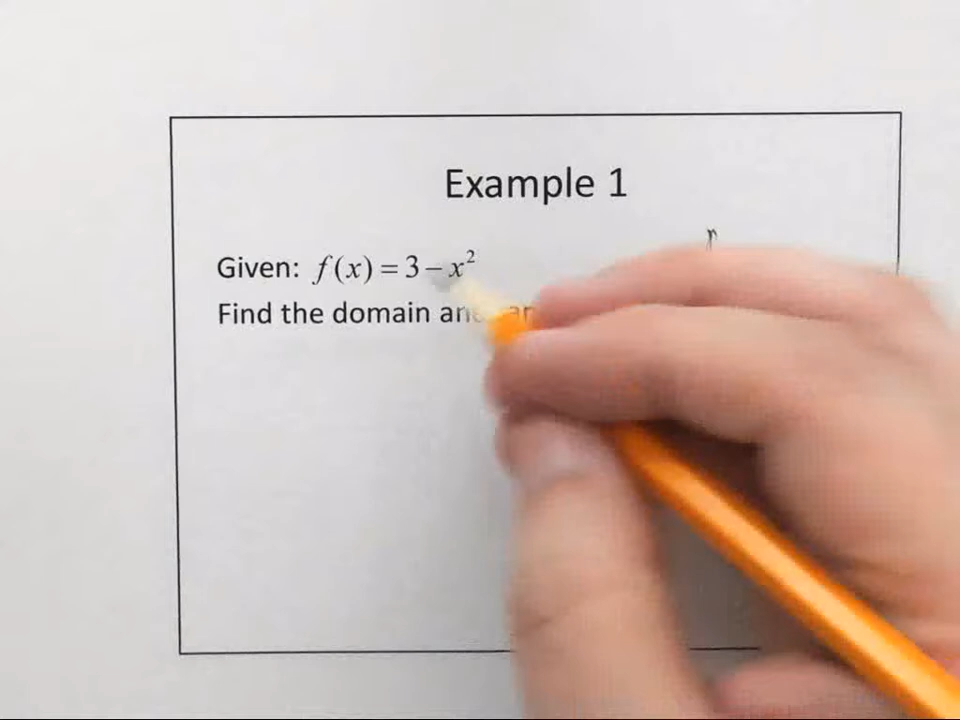 Example 1
Given: f(x) = 3 − x²
Find the domain